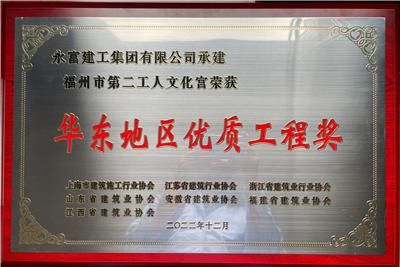 永富建工集团有限公司承建
福州市第二工人文化宫荣获
华东地区优质工程奖
上海市建筑施工行业协会 江苏省建筑行业协会 浙江省建筑业行业协会
山东省建筑业协会 安徽省建筑业协会 福建省建筑业协会
江西省建筑业协会
二〇二二年十二月